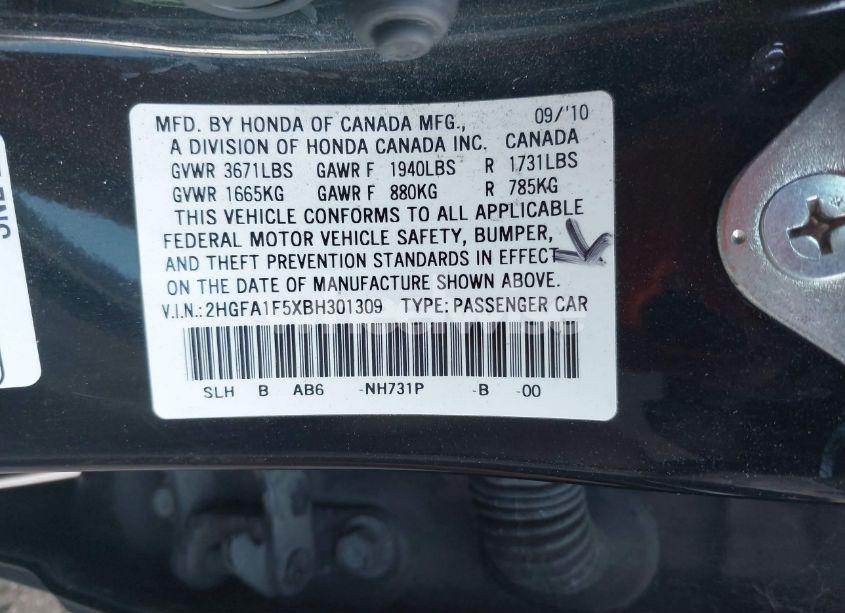 MFD. BY HONDA OF CANADA MFG., 09/'10
A DIVISION OF HONDA CANADA INC. CANADA
GVWR 3671LBS GAWR F 1940LBS R 1731LBS
GVWR 1665KG GAWR F 880KG R 785KG
THIS VEHICLE CONFORMS TO ALL APPLICABLE
FEDERAL MOTOR VEHICLE SAFETY, BUMPER,
AND THEFT PREVENTION STANDARDS IN EFFECT
ON THE DATE OF MANUFACTURE SHOWN ABOVE.
V.I.N.: 2HGFA1F5XBH301309 TYPE: PASSENGER CAR
SLH B AB6 -NH731P -B -00